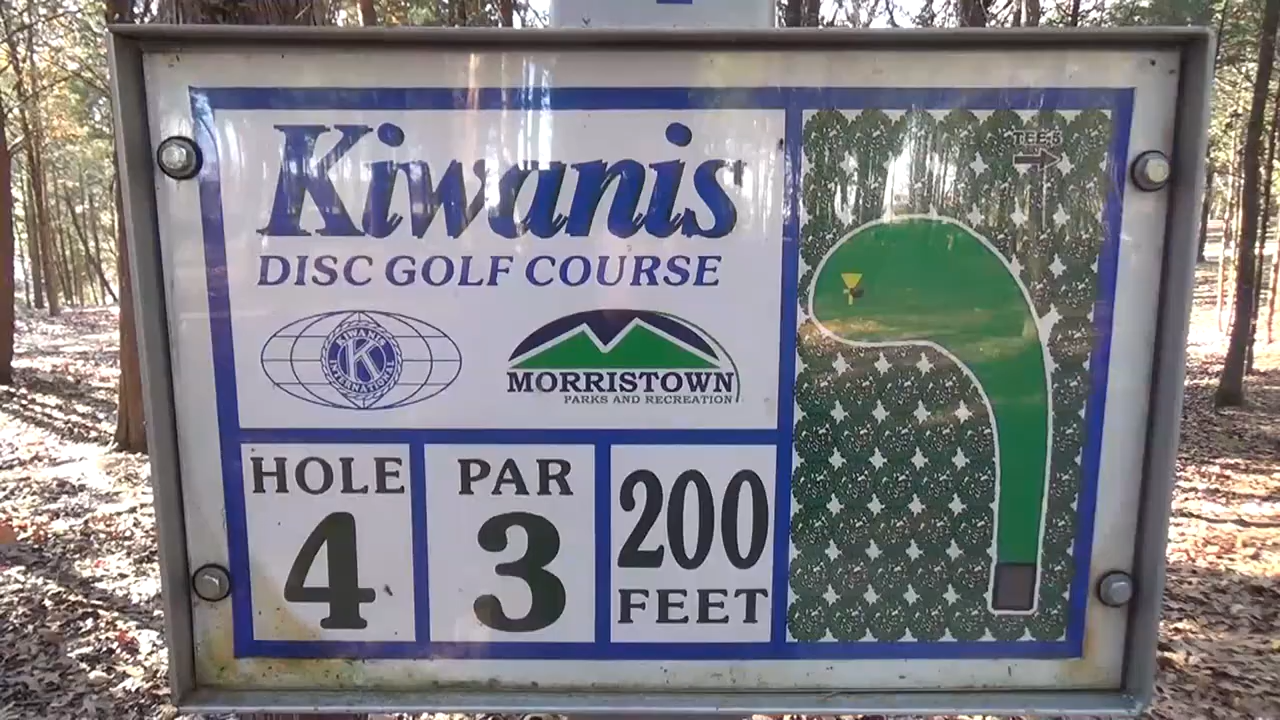 Kiwanis
DISC GOLF COURSE
KIWANIS
K
INTERNATIONAL
MORRISTOWN
PARKS AND RECREATION
HOLE
4
PAR
3
200
FEET
TEE 5